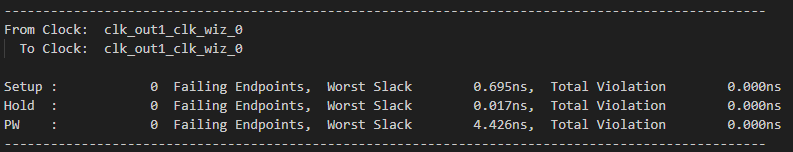 ---------------------------------------------------------------------------------------------------
From Clock:  clk_out1_clk_wiz_0
  To Clock:  clk_out1_clk_wiz_0

Setup :            0  Failing Endpoints,  Worst Slack        0.695ns,  Total Violation        0.000ns
Hold  :            0  Failing Endpoints,  Worst Slack        0.017ns,  Total Violation        0.000ns
PW    :            0  Failing Endpoints,  Worst Slack        4.426ns,  Total Violation        0.000ns
---------------------------------------------------------------------------------------------------